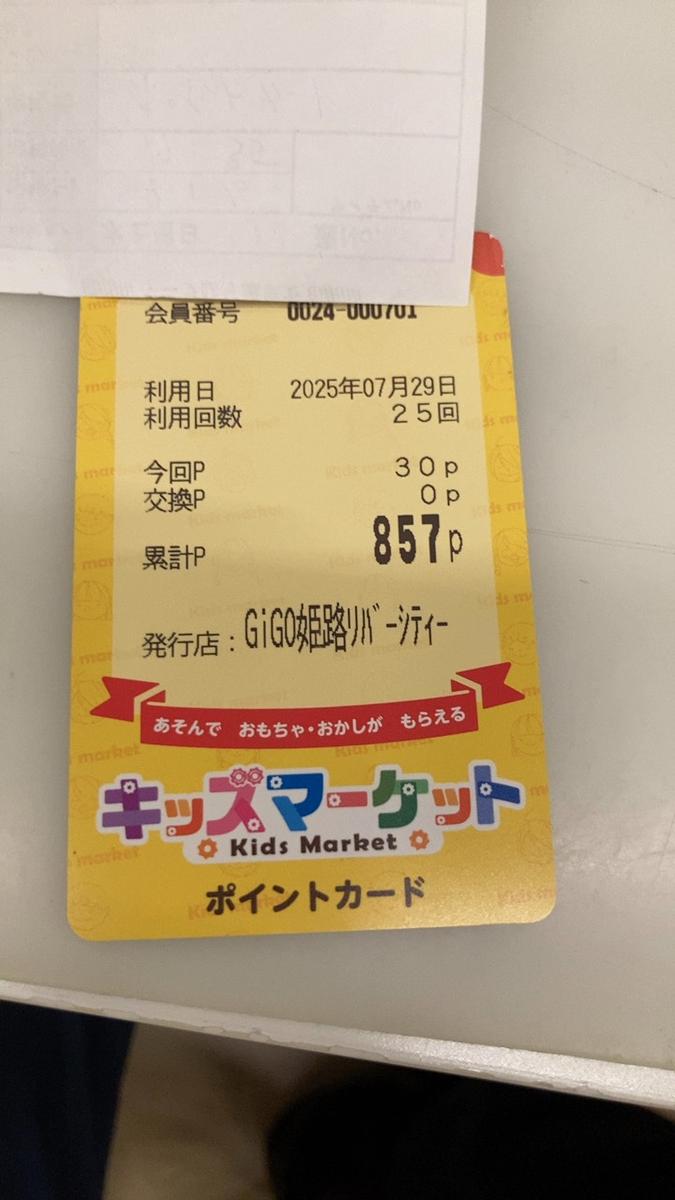 会員番号 0024-000701
利用日 2025年07月29日
利用回数 25回
今回P 30p
交換P 0p
累計P 857p
発行店：GiGO姫路リバーシティー
あそんで おもちゃ・おかしが もらえる
キッズマーケット
Kids Market
ポイントカード